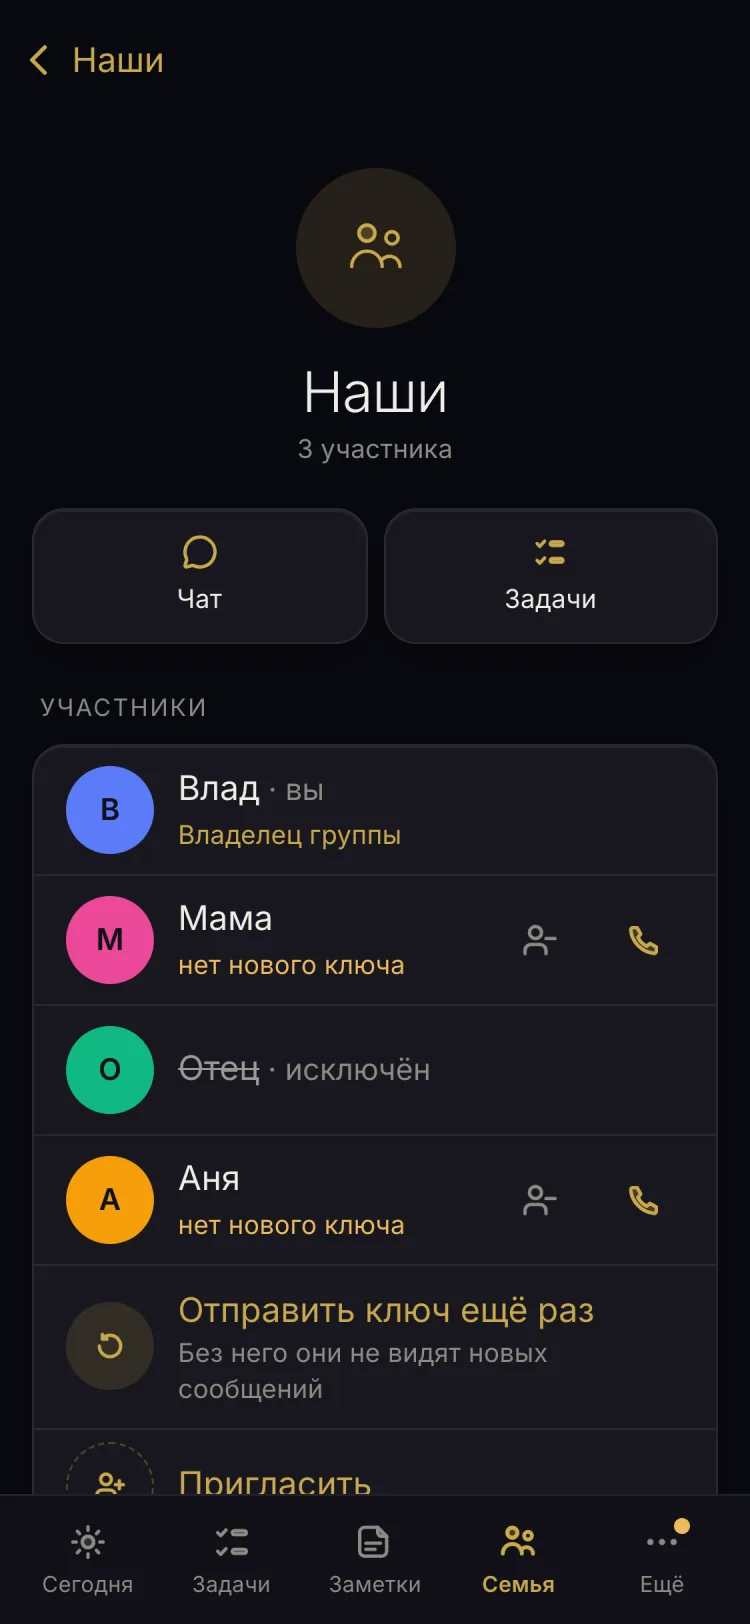 Наши
Наши
3 участника
Чат
Задачи
УЧАСТНИКИ
В
Влад · вы
Владелец группы
М
Мама
нет нового ключа
О
Отец · исключён
А
Аня
нет нового ключа
Отправить ключ ещё раз
Без него они не видят новых
сообщений
Пригласить
Сегодня
Задачи
Заметки
Семья
Ещё